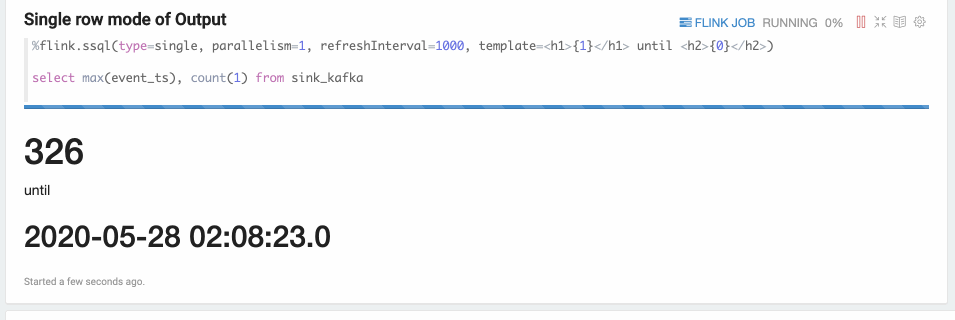 Single row mode of Output
FLINK JOB RUNNING 0%
%flink.ssql(type=single, parallelism=1, refreshInterval=1000, template=<h1>{1}</h1> until <h2>{0}</h2>)
select max(event_ts), count(1) from sink_kafka
326
until
2020-05-28 02:08:23.0
Started a few seconds ago.